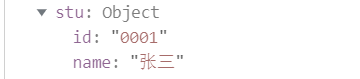 stu: Object
id: "0001"
name: "张三"